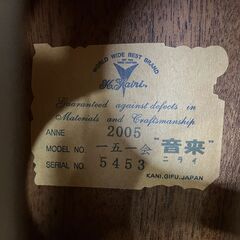 WORLD WIDE BEST BRAND
K.Yairi
Guaranteed against defects in
Materials and Craftsmanship
ANNE 2005
MODEL NO. 一五一会 "音来"
ニライ
SERIAL NO. 5453
KANI, GIFU, JAPAN